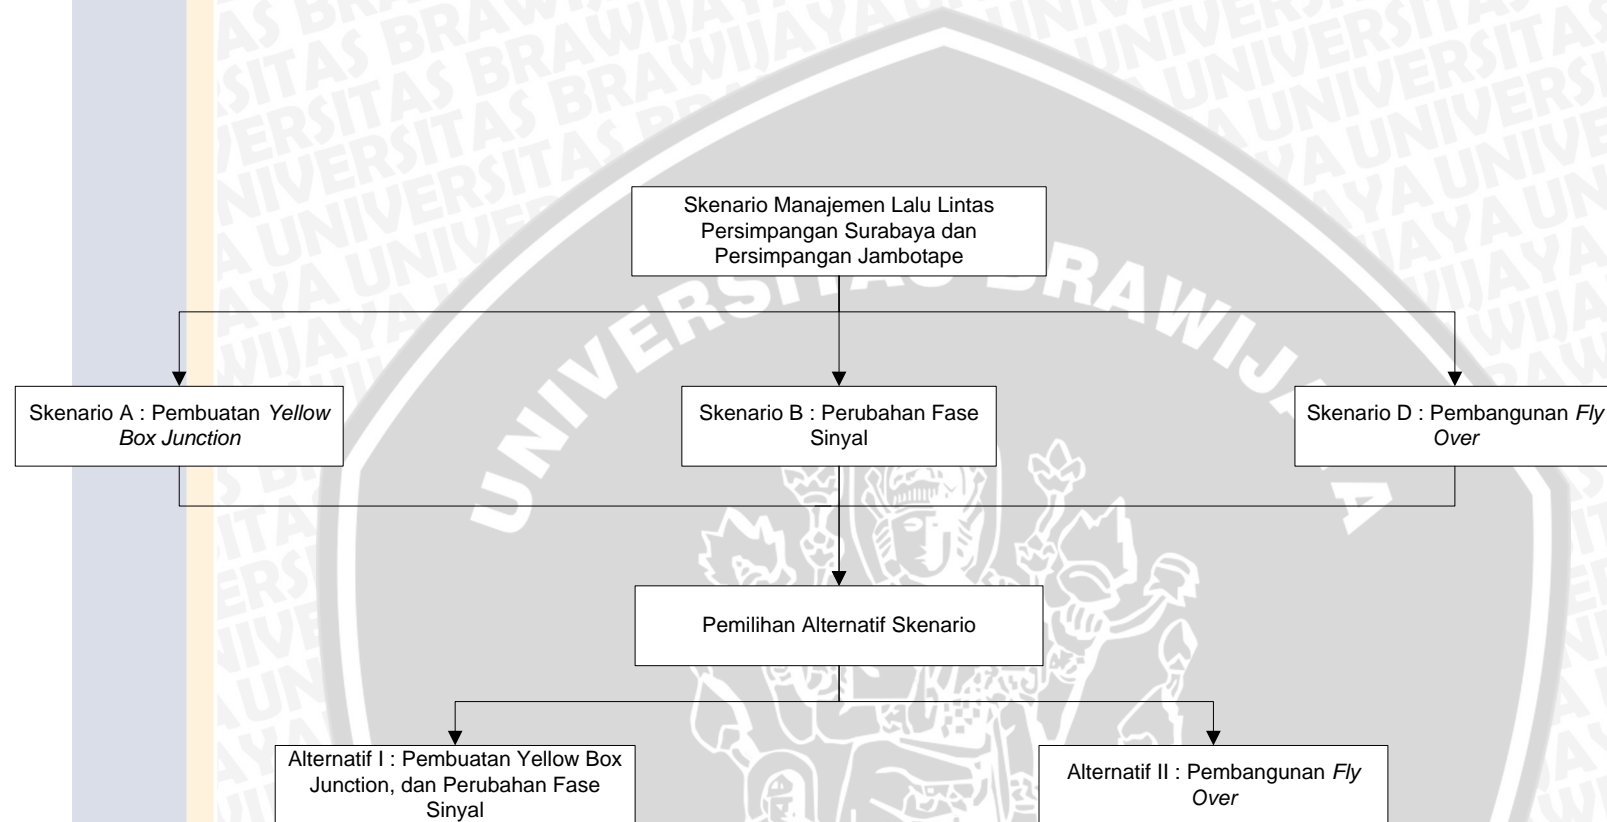 UNIVERSITAS BRAWIJAYA
Skenario Manajemen Lalu Lintas
Persimpangan Surabaya dan
Persimpangan Jambotape
Skenario A : Pembuatan Yellow
Box Junction
Skenario B : Perubahan Fase
Sinyal
Skenario D : Pembangunan Fly
Over
Pemilihan Alternatif Skenario
Alternatif I : Pembuatan Yellow Box
Junction, dan Perubahan Fase
Sinyal
Alternatif II : Pembangunan Fly
Over